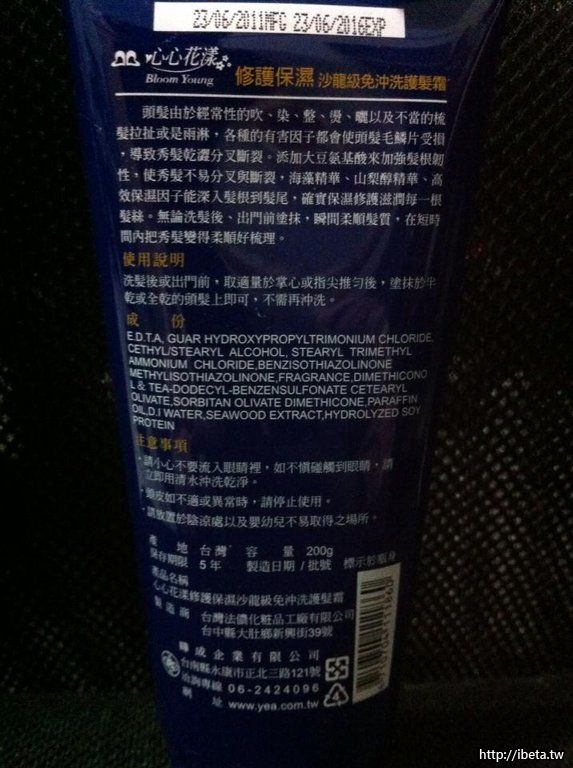 23/06/2011MFG 23/06/2016EXP
心心花漾
Bloom Young
修護保濕 沙龍級免沖洗護髮霜
頭髮由於經常性的吹、染、整、燙、曬以及不當的梳
髮拉扯或是雨淋，各種的有害因子都會使頭髮毛鱗片受損
，導致秀髮乾澀分叉斷裂。添加大豆氨基酸來加強髮根韌
性，使秀髮不易分叉與斷裂，海藻精華、山梨醇精華、高
效保濕因子能深入髮根到髮尾，確實保濕修護滋潤每一根
髮絲。無論洗髮後、出門前塗抹，瞬間柔順髮質，在短時
間內把秀髮變得柔順好梳理。
使用說明
洗髮後或出門前，取適量於掌心或指尖推勻後，塗抹於半
乾或全乾的頭髮上即可，不需再沖洗。
成 份
E.D.T.A, GUAR HYDROXYPROPYLTRIMONIUM CHLORIDE,
CETHYL/STEARYL ALCOHOL, STEARYL TRIMETHYL
AMMONIUM CHLORIDE,BENZISOTHIAZOLINONE
METHYLISOTHIAZOLINONE,FRAGRANCE,DIMETHICONO
L & TEA-DODECYL-BENZENSULFONATE CETEARYL
OLIVATE,SORBITAN OLIVATE DIMETHICONE,PARAFFIN
OIL,D.I WATER,SEAWOOD EXTRACT,HYDROLYZED SOY
PROTEIN
注意事項
·請小心不要流入眼睛裡，如不慎碰觸到眼睛，請
立即用清水沖洗乾淨。
·頭皮如不適或異常時，請停止使用。
·請放置於陰涼處以及嬰幼兒不易取得之場所。
產 地 台灣 容 量 200g
保存期限 5 年 製造日期 / 批號 標示於瓶身
產品名稱
心心花漾修護保濕沙龍級免沖洗護髮霜
製 造 商 台灣法儂化粧品工廠有限公司
台中縣大肚鄉新興街39號
暐成企業有限公司
台南縣永康市正北三路121號
洽詢專線 06-2424096
網 址 www.yea.com.tw
http://ibeta.tw